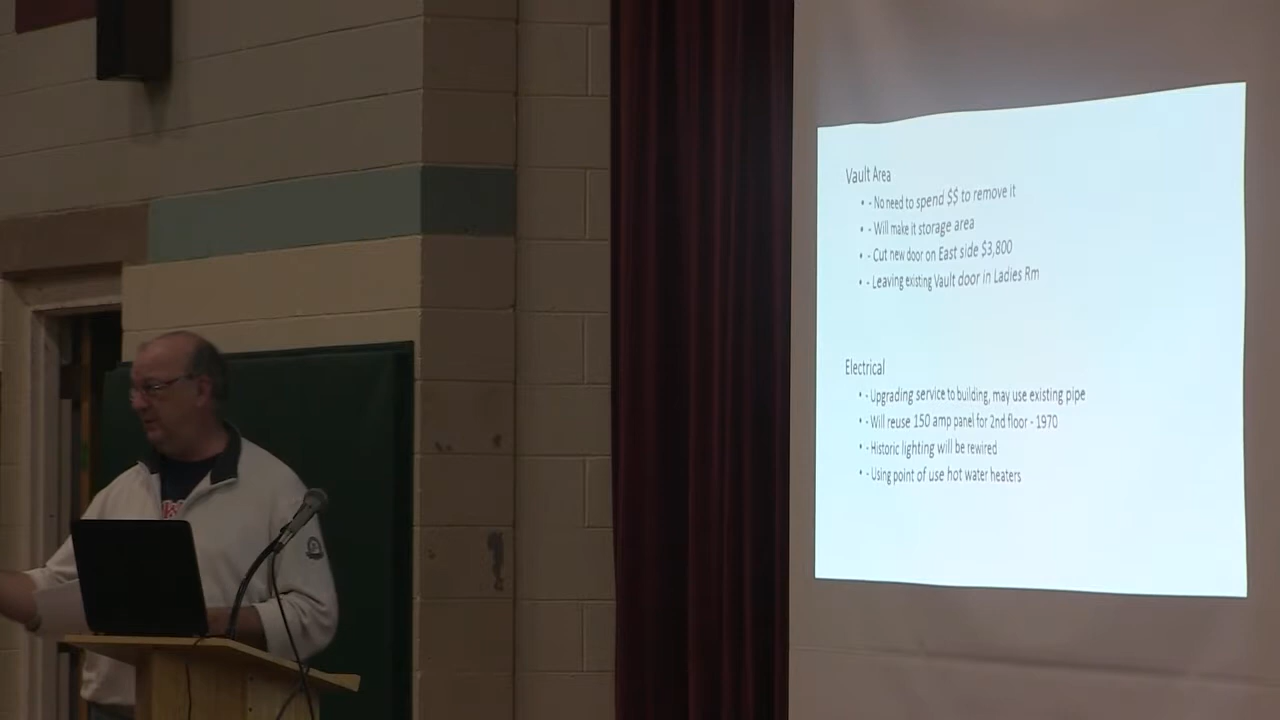 Vault Area
• - No need to spend $$ to remove it
• - Will make it storage area
• - Cut new door on East side $3,800
• - Leaving existing Vault door in Ladies Rm
Electrical
• - Upgrading service to building, may use existing pipe
• - Will reuse 150 amp panel for 2nd floor - 1970
• - Historic lighting will be rewired
• - Using point of use hot water heaters